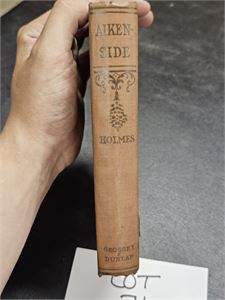 AIKEN-
SIDE
HOLMES
GROSSET
&
DUNLAP
LOT